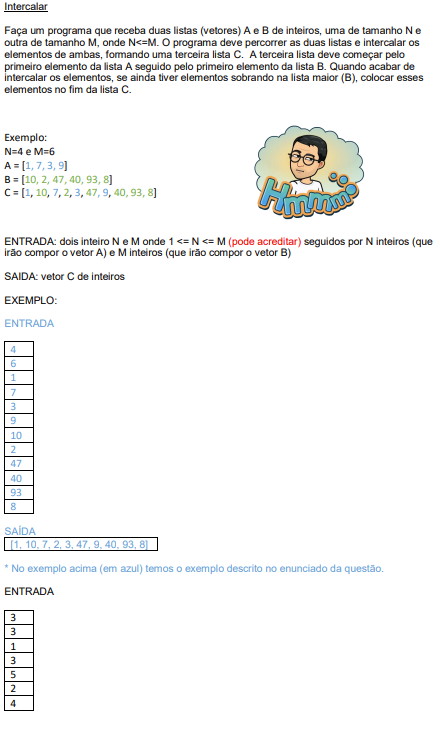 Intercalar
Faça um programa que receba duas listas (vetores) A e B de inteiros, uma de tamanho N e
outra de tamanho M, onde N<=M. O programa deve percorrer as duas listas e intercalar os
elementos de ambas, formando uma terceira lista C. A terceira lista deve começar pelo
primeiro elemento da lista A seguido pelo primeiro elemento da lista B. Quando acabar de
intercalar os elementos, se ainda tiver elementos sobrando na lista maior (B), colocar esses
elementos no fim da lista C.
Exemplo:
N=4 e M=6
A = [1, 7, 3, 9]
B = [10, 2, 47, 40, 93, 8]
C = [1, 10, 7, 2, 3, 47, 9, 40, 93, 8]
Hmmmm
ENTRADA: dois inteiro N e M onde 1 <= N <= M (pode acreditar) seguidos por N inteiros (que
irão compor o vetor A) e M inteiros (que irão compor o vetor B)
SAIDA: vetor C de inteiros
EXEMPLO:
ENTRADA
4
6
1
7
3
9
10
2
47
40
93
8
SAÍDA
[1, 10, 7, 2, 3, 47, 9, 40, 93, 8]
* No exemplo acima (em azul) temos o exemplo descrito no enunciado da questão.
ENTRADA
3
3
1
3
5
2
4